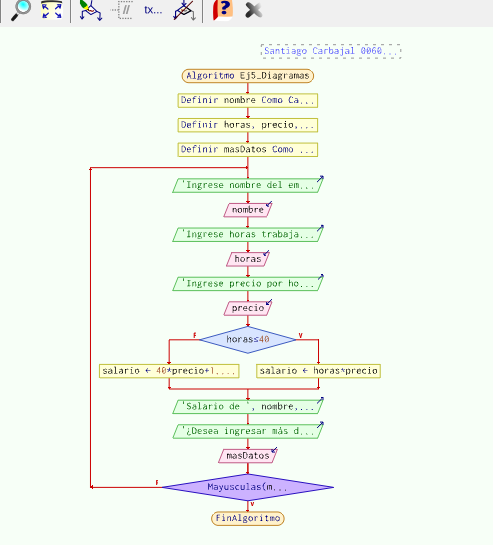 tx...
Santiago Carbajal 0060...
Algoritmo Ej5_Diagramas
Definir nombre Como Ca...
Definir horas, precio,...
Definir masDatos Como ...
'Ingrese nombre del em...
nombre
'Ingrese horas trabaja...
horas
'Ingrese precio por ho...
precio
F V
horas≤40
salario ← 40*precio+1.... salario ← horas*precio
'Salario de ', nombre,...
'¿Desea ingresar más d...
masDatos
F Mayusculas(m...
V
FinAlgoritmo